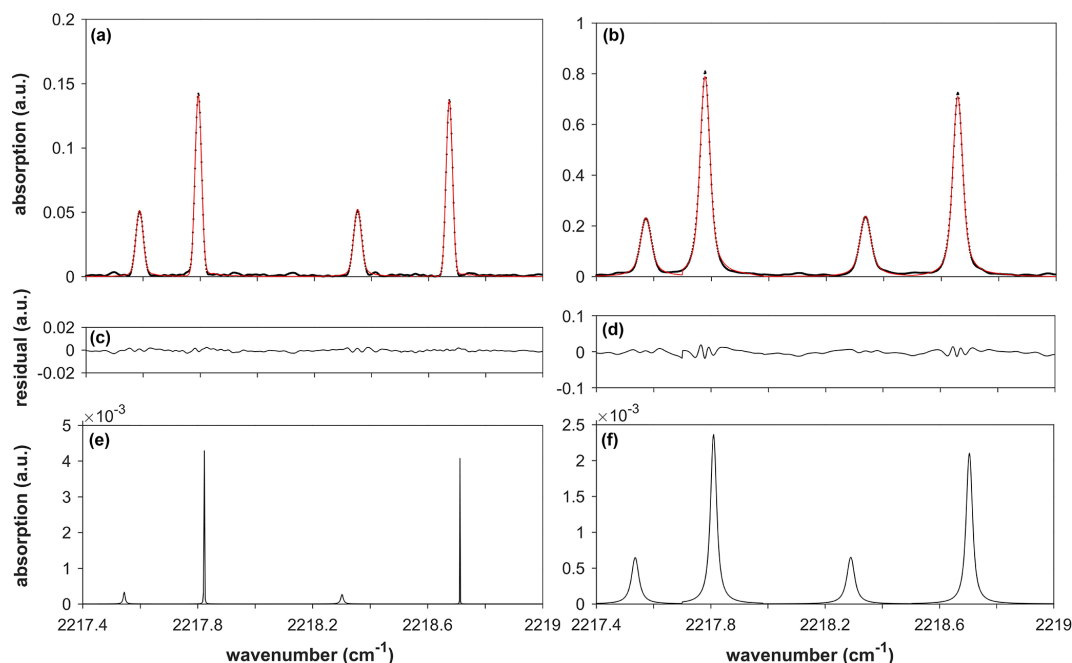 (a)
0.2
0.15
0.1
0.05
0
absorption (a.u.)
(b)
1
0.8
0.6
0.4
0.2
0
absorption (a.u.)
(c)
0.02
0
-0.02
residual (a.u.)
(d)
0.1
0
-0.1
residual (a.u.)
×10⁻³
(e)
5
4
3
2
1
0
absorption (a.u.)
2217.4 2217.8 2218.2 2218.6 2219
wavenumber (cm⁻¹)
×10⁻³
(f)
2.5
2
1.5
1
0.5
0
absorption (a.u.)
2217.4 2217.8 2218.2 2218.6 2219
wavenumber (cm⁻¹)